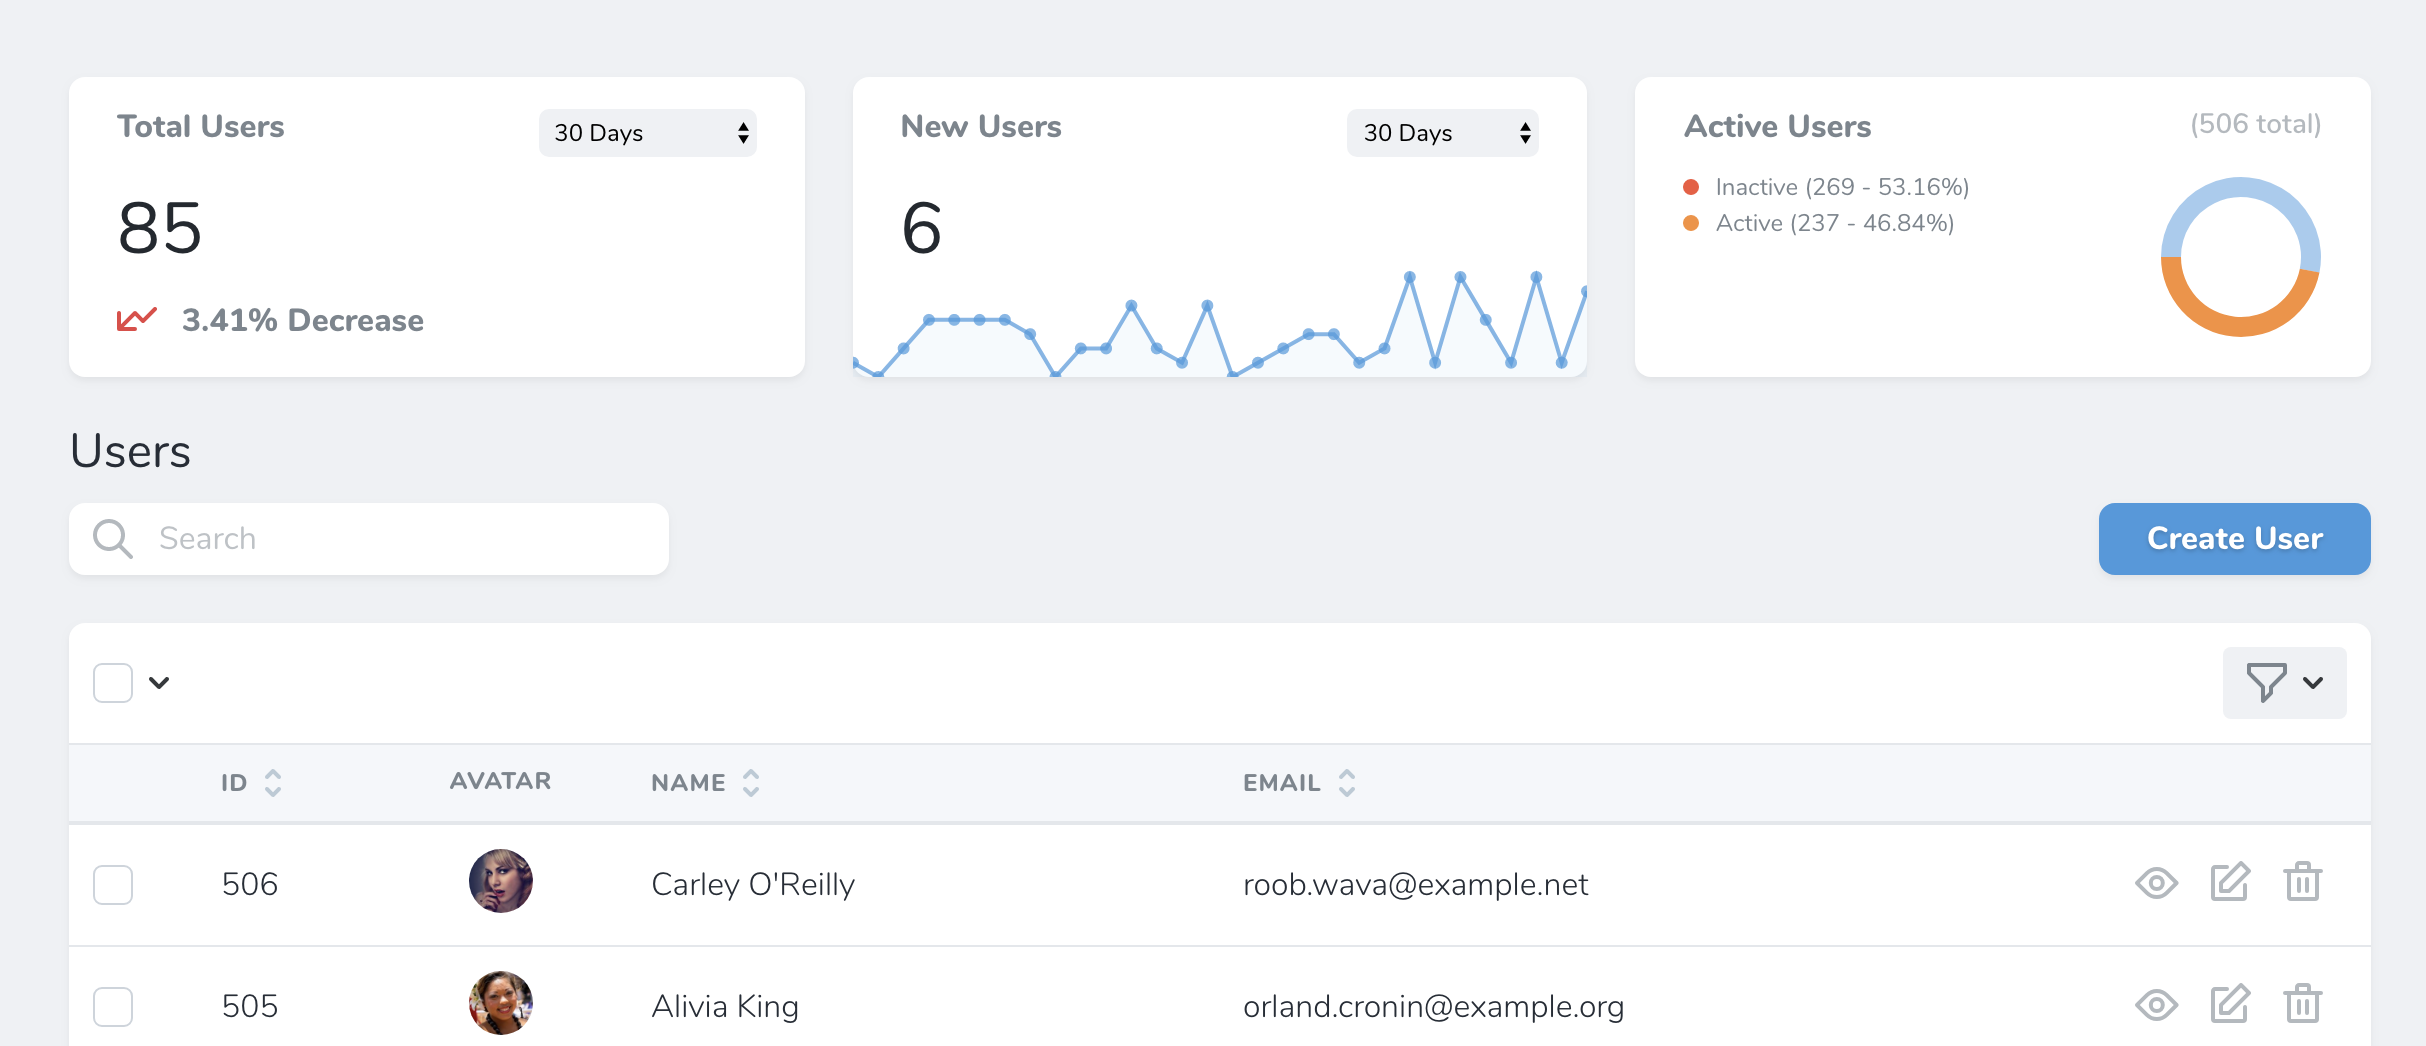 Total Users
30 Days
85
3.41% Decrease
New Users
30 Days
6
Active Users
(506 total)
Inactive (269 - 53.16%)
Active (237 - 46.84%)
Users
Search
Create User
ID AVATAR NAME EMAIL
506 Carley O'Reilly roob.wava@example.net
505 Alivia King orland.cronin@example.org